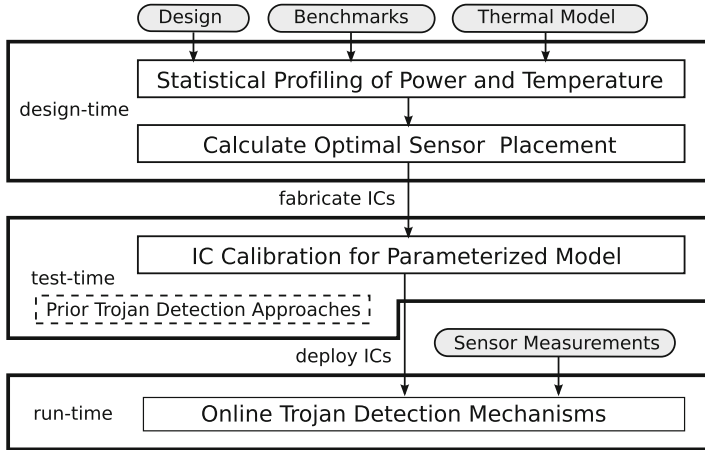 Design
Benchmarks
Thermal Model
Statistical Profiling of Power and Temperature
design-time
Calculate Optimal Sensor Placement
fabricate ICs
IC Calibration for Parameterized Model
test-time
Prior Trojan Detection Approaches
Sensor Measurements
deploy ICs
run-time
Online Trojan Detection Mechanisms